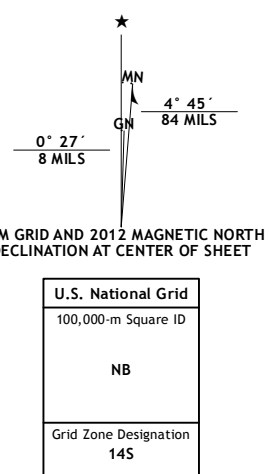 ★
MN
4° 45´
84 MILS
GN
0° 27´
8 MILS
M GRID AND 2012 MAGNETIC NORTH
DECLINATION AT CENTER OF SHEET
U.S. National Grid
100,000-m Square ID
NB
Grid Zone Designation
14S